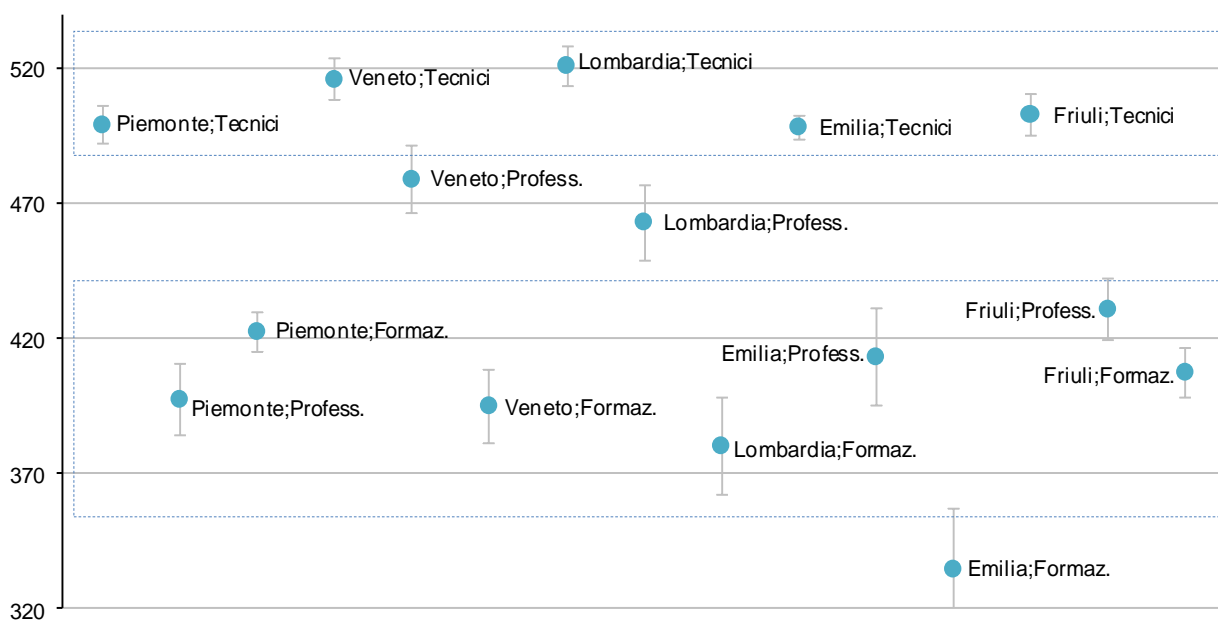 520
Lombardia;Tecnici
Veneto;Tecnici
Piemonte;Tecnici
Emilia;Tecnici
Friuli;Tecnici
Veneto;Profess.
470
Lombardia;Profess.
Friuli;Profess.
Piemonte;Formaz.
420
Emilia;Profess.
Friuli;Formaz.
Piemonte;Profess.
Veneto;Formaz.
Lombardia;Formaz.
370
Emilia;Formaz.
320